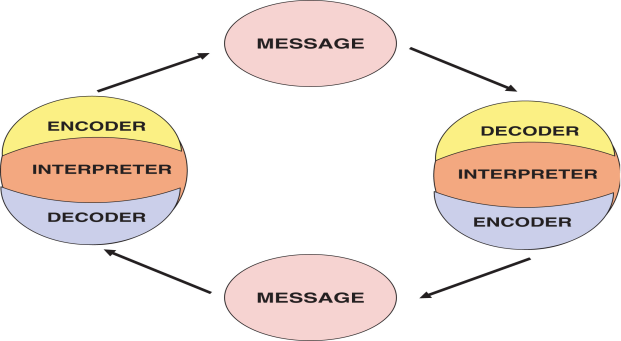 MESSAGE
ENCODER
INTERPRETER
DECODER
DECODER
INTERPRETER
ENCODER
MESSAGE